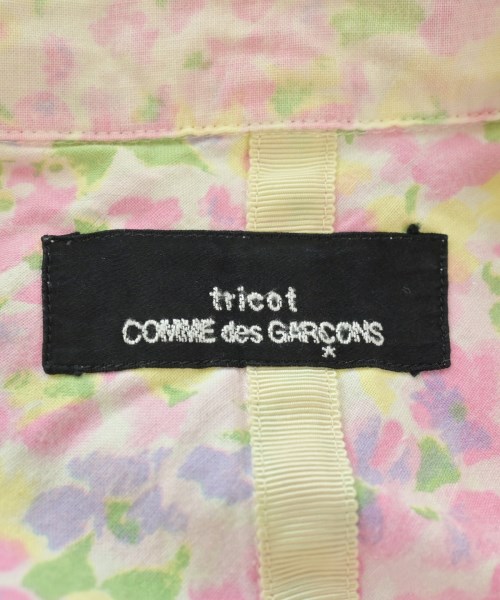 tricot
COMME des GARÇONS
*